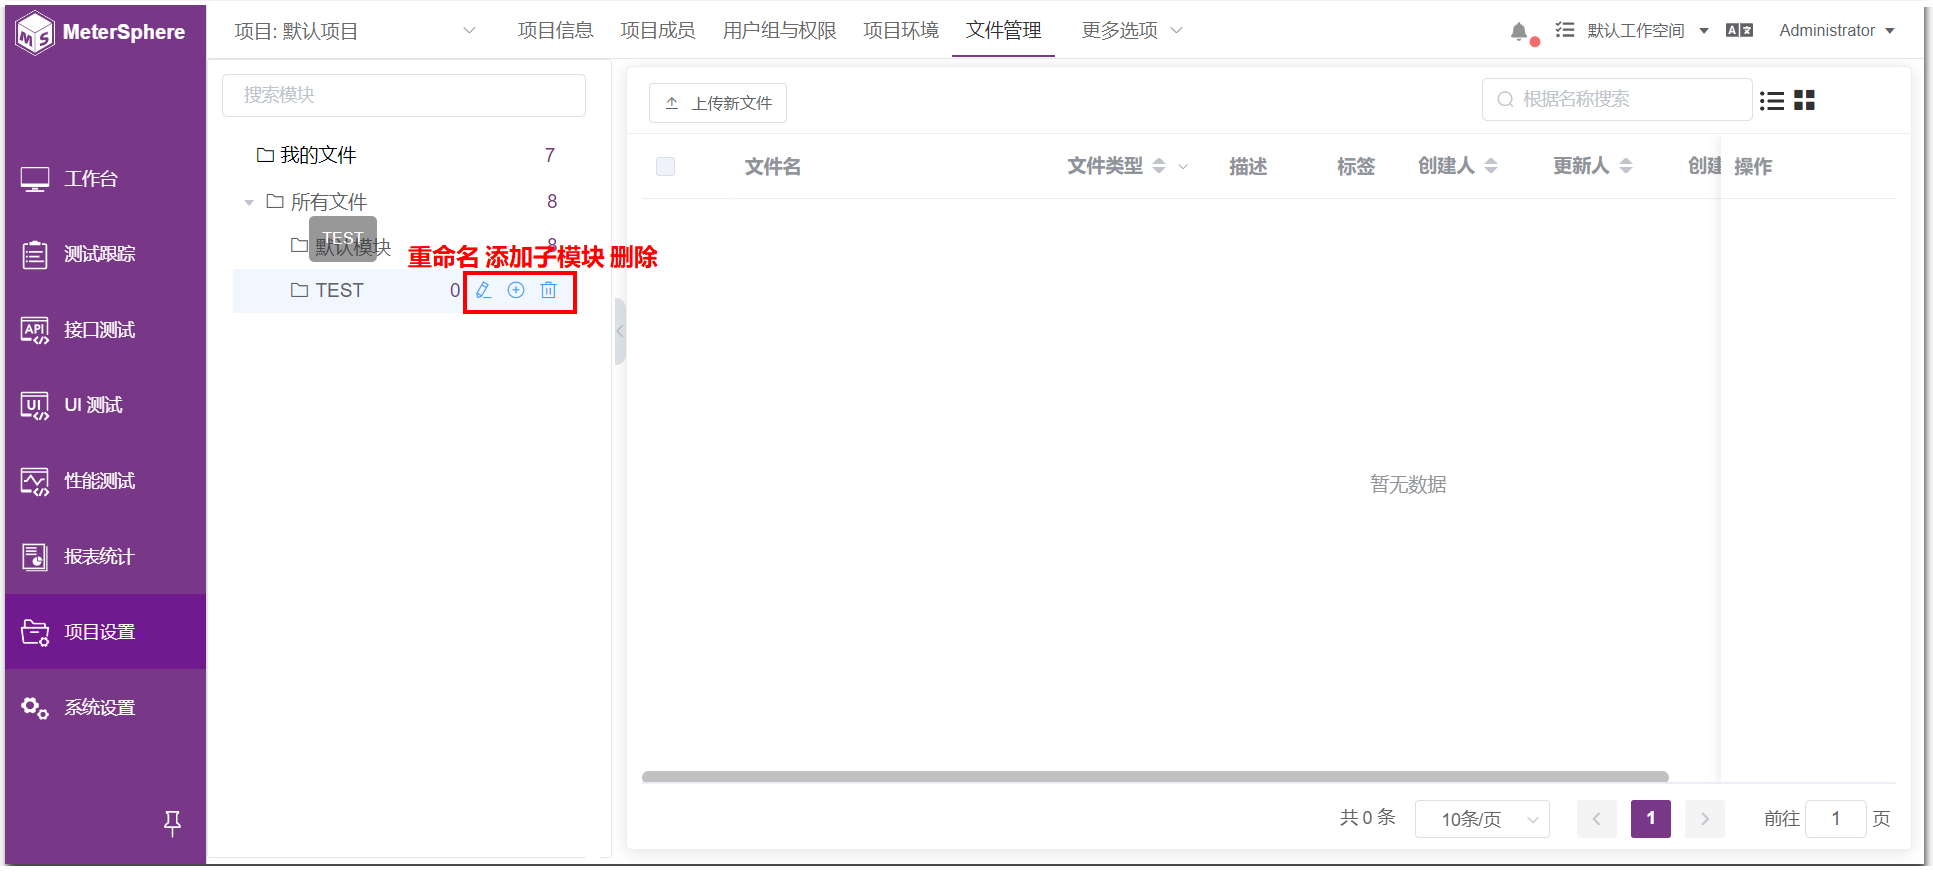 MeterSphere
项目: 默认项目
项目信息 项目成员 用户组与权限 项目环境 文件管理 更多选项
默认工作空间
Administrator
搜索模块
我的文件 7
所有文件 8
默认模块 8
TEST
重命名 添加子模块 删除
TEST 0
工作台
测试跟踪
API 接口测试
UI UI 测试
性能测试
报表统计
项目设置
系统设置
上传新文件
根据名称搜索
文件名 文件类型 描述 标签 创建人 更新人 创建 操作
暂无数据
共 0 条 10条/页 1 前往 1 页